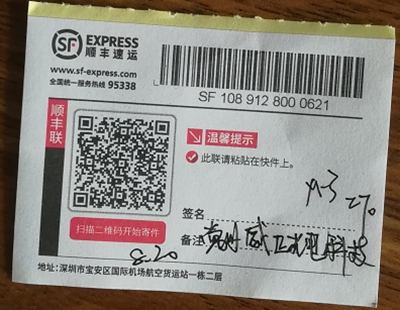 SF EXPRESS
顺丰速运
www.sf-express.com
全国统一服务热线 95338
SF 108 912 800 0621
顺丰联
温馨提示
此联请粘贴在快件上。
签名
备注
扫描二维码开始寄件
8.20
地址:深圳市宝安区国际机场航空货运站一栋二层